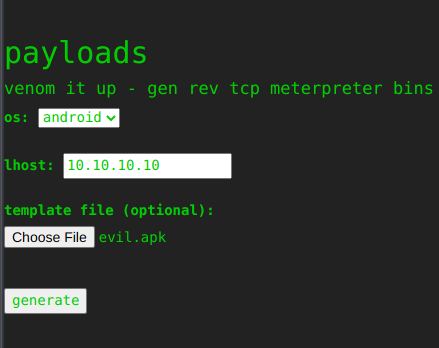 payloads
venom it up - gen rev tcp meterpreter bins
os: android
lhost: 10.10.10.10
template file (optional):
Choose File evil.apk
generate